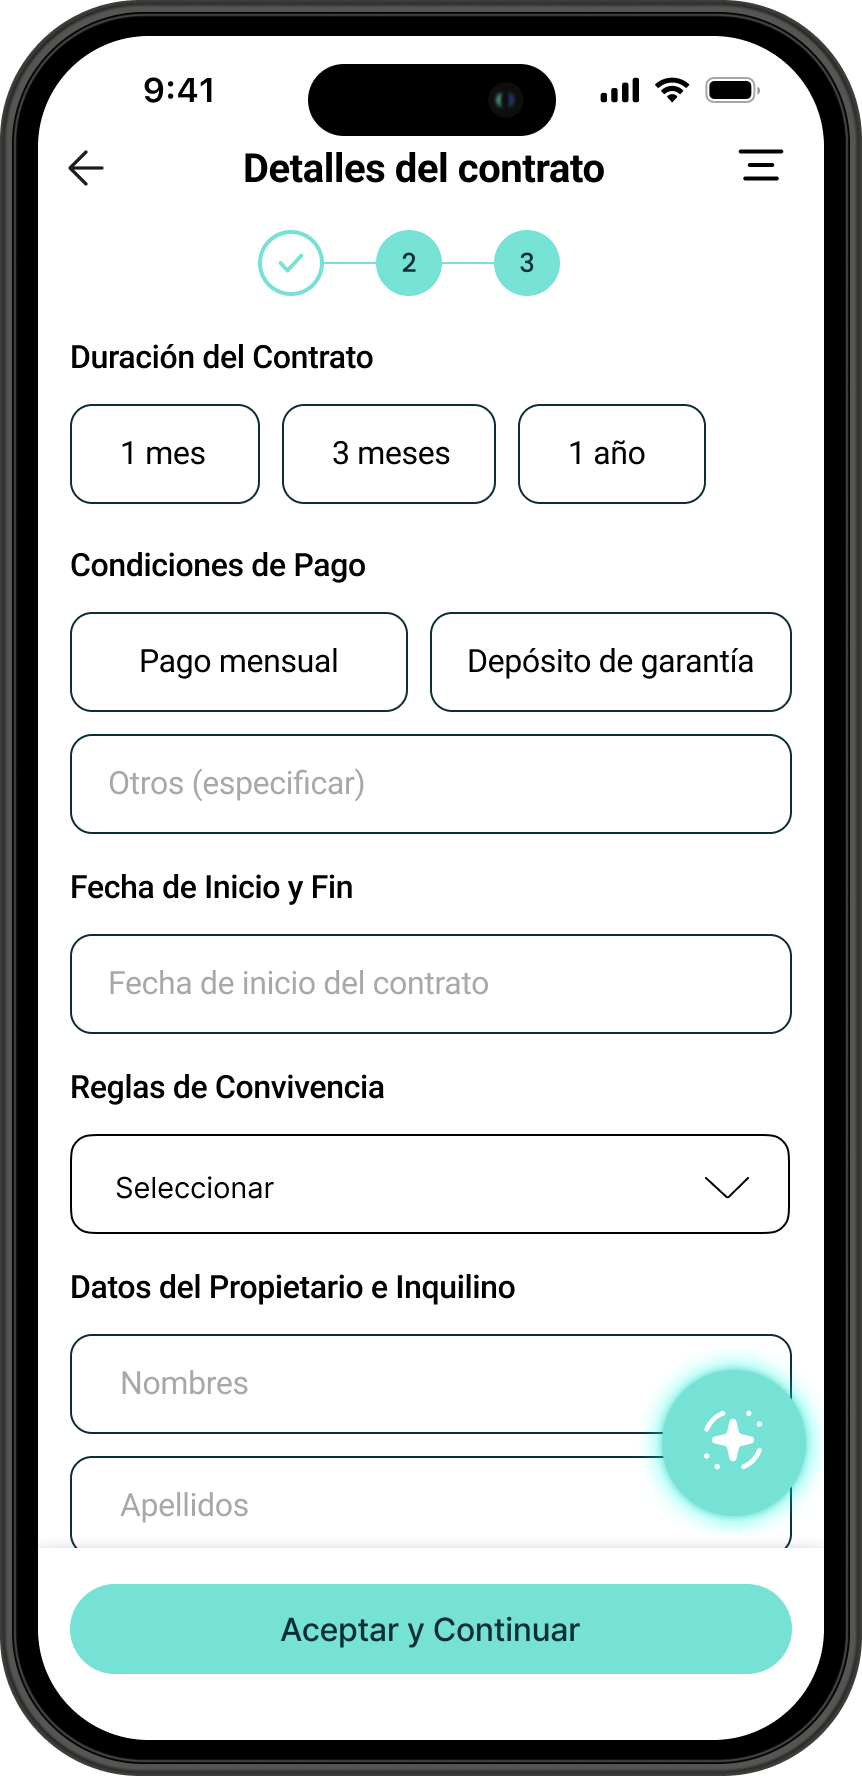 9:41
Detalles del contrato
2 3
Duración del Contrato
1 mes 3 meses 1 año
Condiciones de Pago
Pago mensual Depósito de garantía
Otros (especificar)
Fecha de Inicio y Fin
Fecha de inicio del contrato
Reglas de Convivencia
Seleccionar
Datos del Propietario e Inquilino
Nombres
Apellidos
Aceptar y Continuar